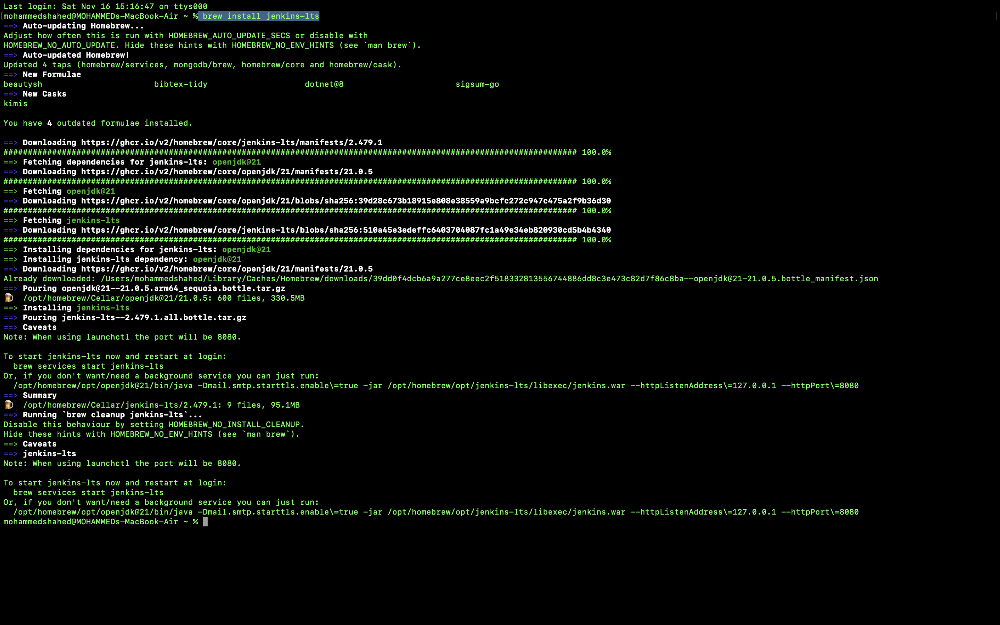 Last login: Sat Nov 16 15:16:47 on ttys000
[mohammedshahed@MOHAMMEDs-MacBook-Air ~ % brew install jenkins-lts ]
==> Auto-updating Homebrew...
Adjust how often this is run with HOMEBREW_AUTO_UPDATE_SECS or disable with
HOMEBREW_NO_AUTO_UPDATE. Hide these hints with HOMEBREW_NO_ENV_HINTS (see `man brew`).
==> Auto-updated Homebrew!
Updated 4 taps (homebrew/services, mongodb/brew, homebrew/core and homebrew/cask).
==> New Formulae
beautysh bibtex-tidy dotnet@8 sigsum-go
==> New Casks
kimis
You have 4 outdated formulae installed.
==> Downloading https://ghcr.io/v2/homebrew/core/jenkins-lts/manifests/2.479.1
###################################################################################################################### 100.0%
==> Fetching dependencies for jenkins-lts: openjdk@21
==> Downloading https://ghcr.io/v2/homebrew/core/openjdk/21/manifests/21.0.5
###################################################################################################################### 100.0%
==> Fetching openjdk@21
==> Downloading https://ghcr.io/v2/homebrew/core/openjdk/21/blobs/sha256:39d28c673b18915e808e38559a9bcfc272c947c475a2f9b36d30
###################################################################################################################### 100.0%
==> Fetching jenkins-lts
==> Downloading https://ghcr.io/v2/homebrew/core/jenkins-lts/blobs/sha256:510a45e3edeffc6403704087fc1a49e34eb820930cd5b4b4340
###################################################################################################################### 100.0%
==> Installing dependencies for jenkins-lts: openjdk@21
==> Installing jenkins-lts dependency: openjdk@21
==> Downloading https://ghcr.io/v2/homebrew/core/openjdk/21/manifests/21.0.5
Already downloaded: /Users/mohammedshahed/Library/Caches/Homebrew/downloads/39dd0f4dcb6a9a277ce8eec2f518332813556744886dd8c3e473c82d7f86c8ba--openjdk@21-21.0.5.bottle_manifest.json
==> Pouring openjdk@21--21.0.5.arm64_sequoia.bottle.tar.gz
🍺 /opt/homebrew/Cellar/openjdk@21/21.0.5: 600 files, 330.5MB
==> Installing jenkins-lts
==> Pouring jenkins-lts--2.479.1.all.bottle.tar.gz
==> Caveats
Note: When using launchctl the port will be 8080.
To start jenkins-lts now and restart at login:
brew services start jenkins-lts
Or, if you don't want/need a background service you can just run:
/opt/homebrew/opt/openjdk@21/bin/java -Dmail.smtp.starttls.enable\=true -jar /opt/homebrew/opt/jenkins-lts/libexec/jenkins.war --httpListenAddress\=127.0.0.1 --httpPort\=8080
==> Summary
🍺 /opt/homebrew/Cellar/jenkins-lts/2.479.1: 9 files, 95.1MB
==> Running `brew cleanup jenkins-lts`...
Disable this behaviour by setting HOMEBREW_NO_INSTALL_CLEANUP.
Hide these hints with HOMEBREW_NO_ENV_HINTS (see `man brew`).
==> Caveats
==> jenkins-lts
Note: When using launchctl the port will be 8080.
To start jenkins-lts now and restart at login:
brew services start jenkins-lts
Or, if you don't want/need a background service you can just run:
/opt/homebrew/opt/openjdk@21/bin/java -Dmail.smtp.starttls.enable\=true -jar /opt/homebrew/opt/jenkins-lts/libexec/jenkins.war --httpListenAddress\=127.0.0.1 --httpPort\=8080
mohammedshahed@MOHAMMEDs-MacBook-Air ~ %